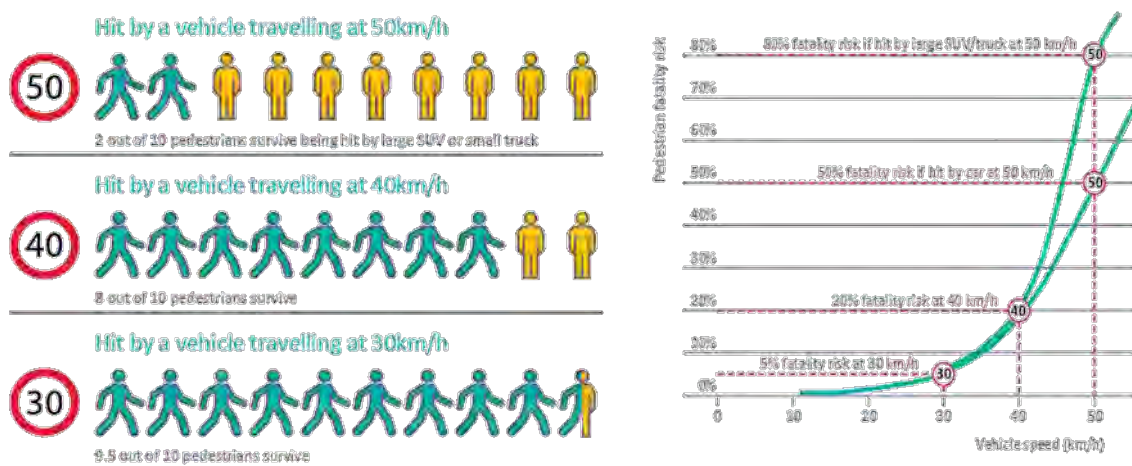 Hit by a vehicle travelling at 50km/h
50
2 out of 10 pedestrians survive being hit by large SUV or small truck
Hit by a vehicle travelling at 40km/h
40
8 out of 10 pedestrians survive
Hit by a vehicle travelling at 30km/h
30
9.5 out of 10 pedestrians survive
Pedestrian fatality risk
80%
80% fatality risk if hit by large SUV/truck at 50 km/h
50
70%
60%
50%
50% fatality risk if hit by car at 50 km/h
50
40%
30%
20%
20% fatality risk at 40 km/h
40
10%
5% fatality risk at 30 km/h
30
0%
0 10 20 30 40 50
Vehicle speed (km/h)